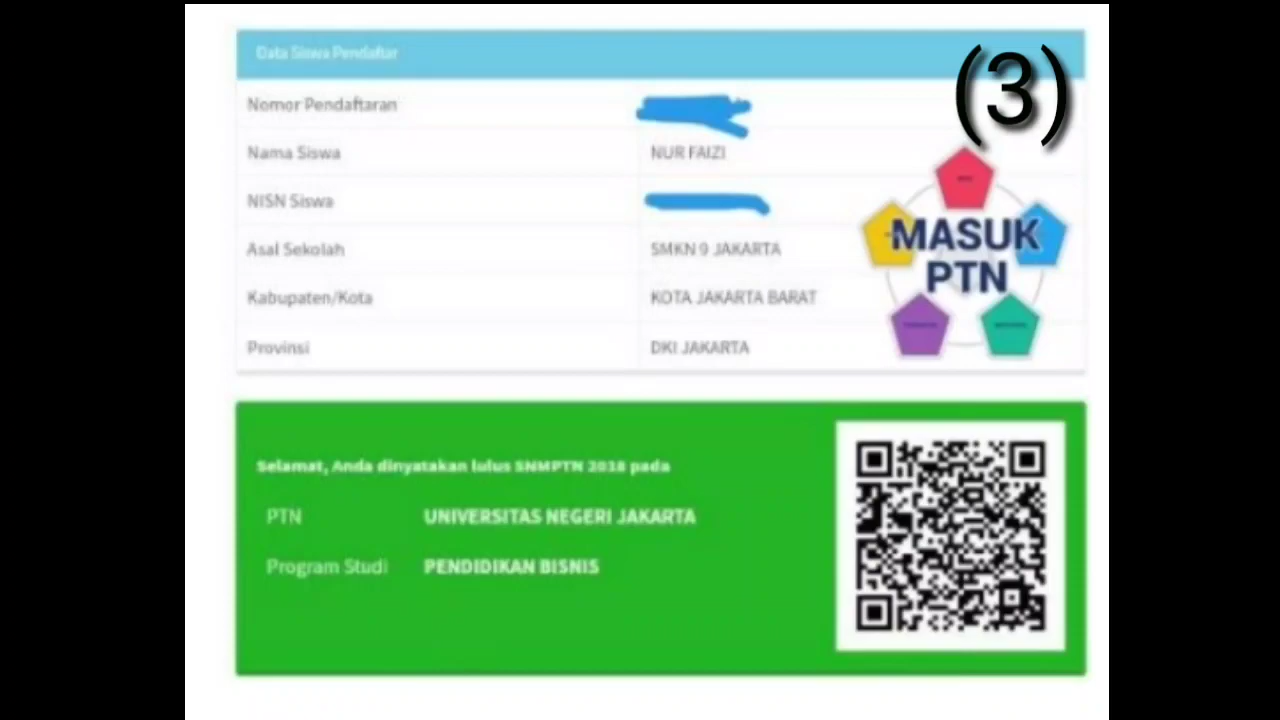 Data Siswa Pendaftar
(3)
Nomor Pendaftaran
Nama Siswa NUR FAIZI
NISN Siswa
Asal Sekolah SMKN 9 JAKARTA
Kabupaten/Kota KOTA JAKARTA BARAT
Provinsi DKI JAKARTA
MASUK
PTN
Selamat, Anda dinyatakan lulus SNMPTN 2018 pada
PTN UNIVERSITAS NEGERI JAKARTA
Program Studi PENDIDIKAN BISNIS